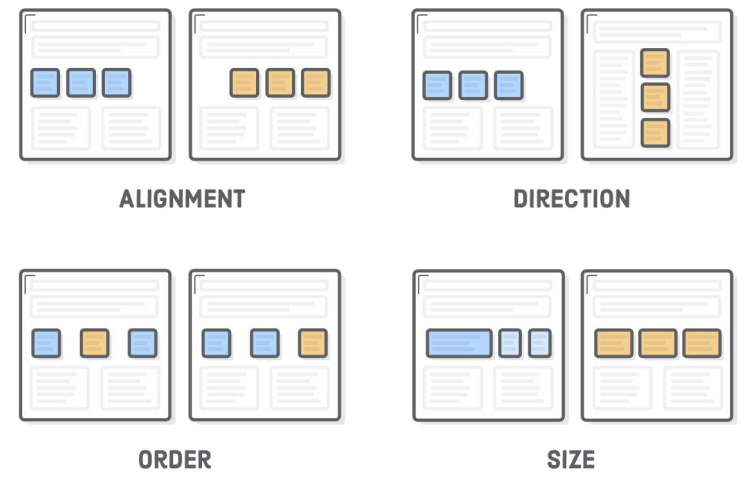 ALIGNMENT
DIRECTION
ORDER
SIZE